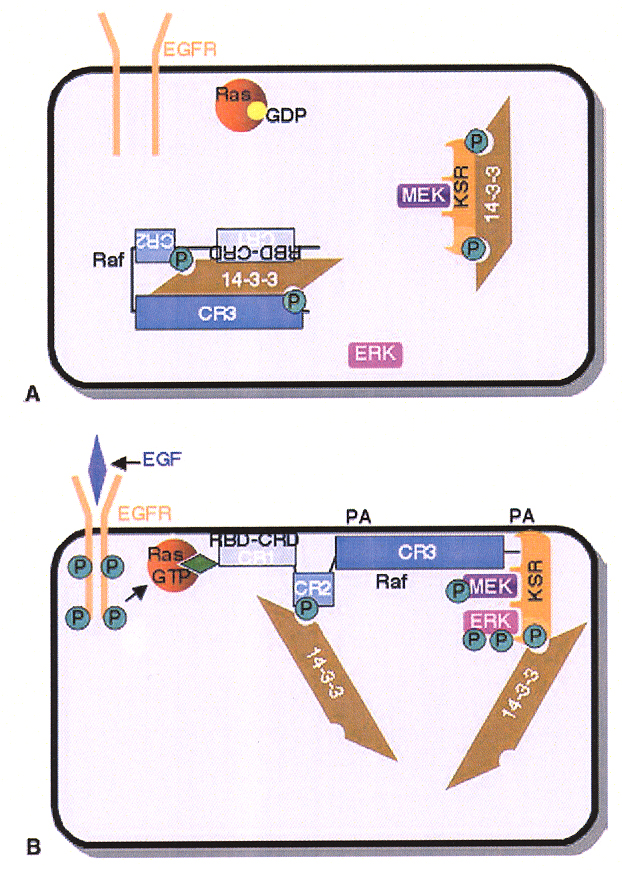 EGFR
Ras
GDP
P
MEK
KSR
14-3-3
P
CR2
CR1
RBD-CRD
Raf
P
14-3-3
P
CR3
ERK
A
EGF
EGFR
PA
PA
RBD-CRD
CR1
CR3
Raf
Ras
GTP
P
P
P
P
CR2
P
P
MEK
KSR
ERK
P
P
P
14-3-3
14-3-3
B